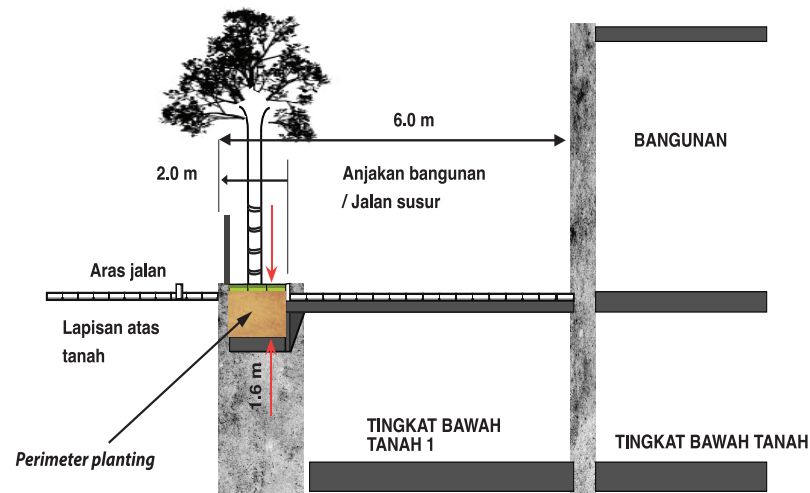 6.0 m
BANGUNAN
2.0 m
Anjakan bangunan
/ Jalan susur
Aras jalan
Lapisan atas
tanah
1.6 m
Perimeter planting
TINGKAT BAWAH
TANAH 1
TINGKAT BAWAH TANAH